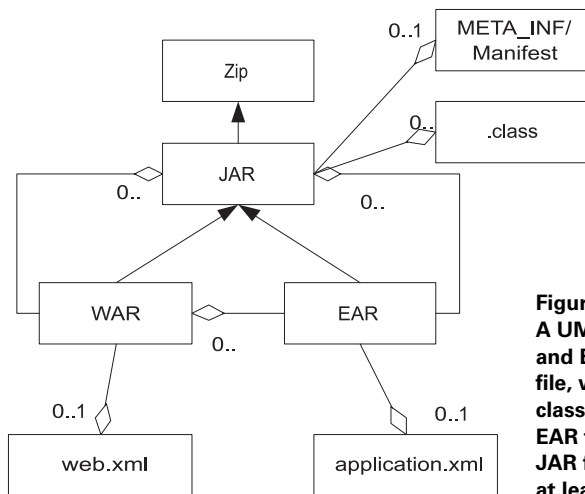 0..1
META_INF/
Manifest
Zip
0..
.class
JAR
0..
0..
WAR
EAR
0..
0..1
0..1
web.xml
application.xml
Figur
A UM
and E
file, v
class
EAR
JAR f
at lea